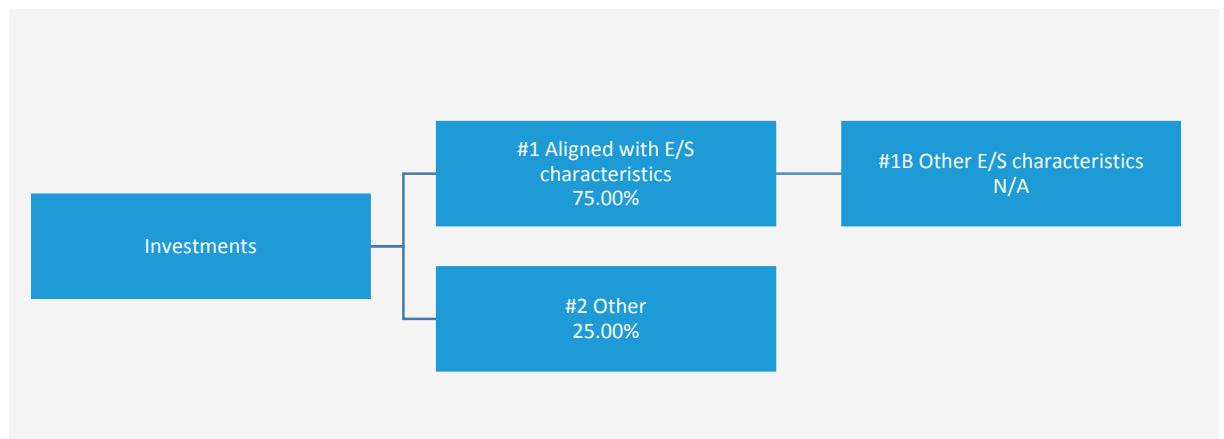 Investments
#1 Aligned with E/S
characteristics
75.00%
#1B Other E/S characteristics
N/A
#2 Other
25.00%